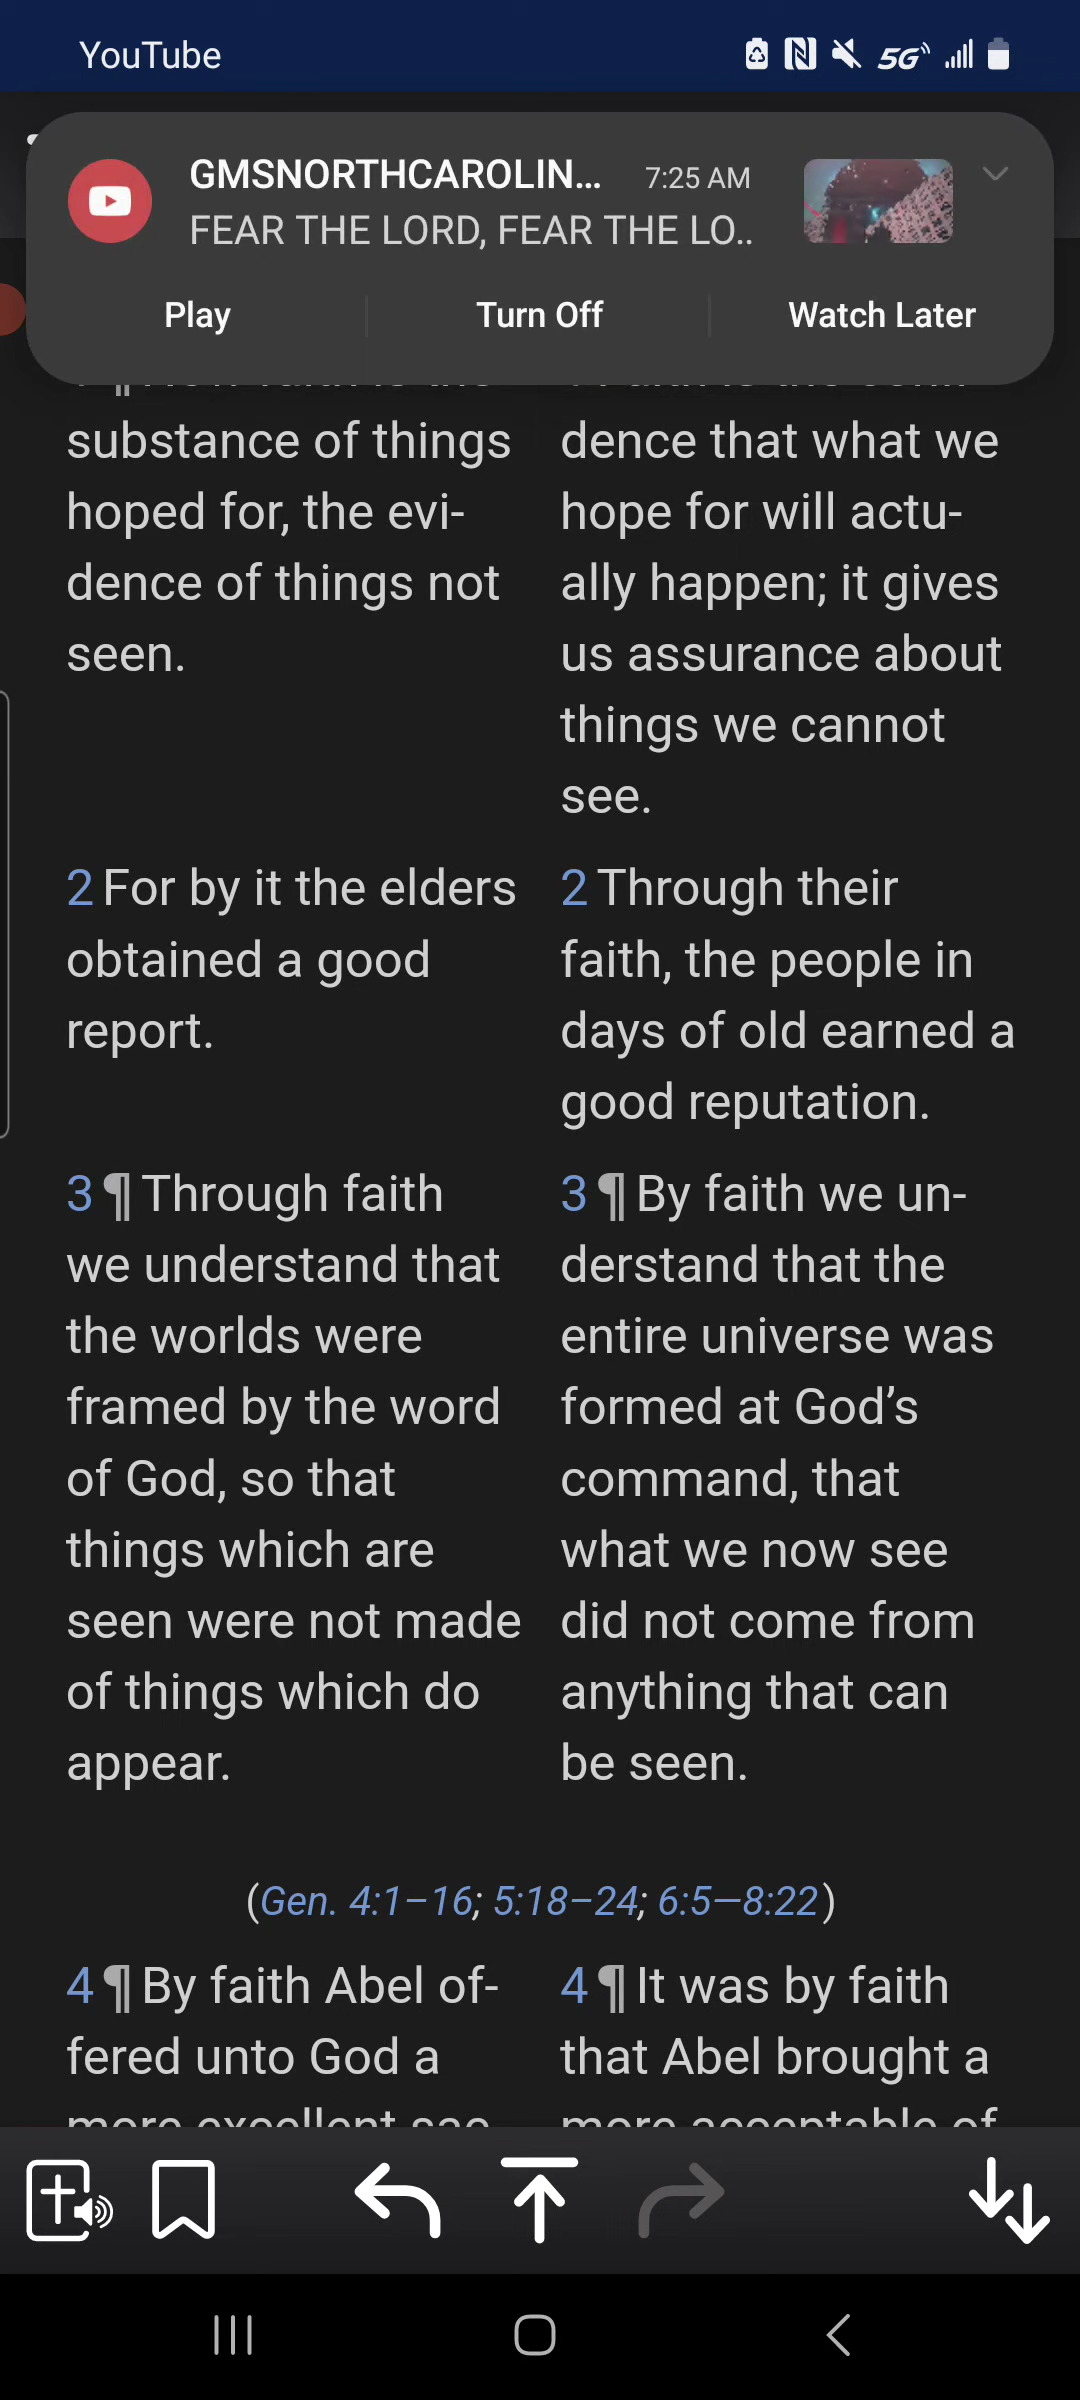 YouTube
5G
GMSNORTHCAROLIN... 7:25 AM
FEAR THE LORD, FEAR THE LO..
Play Turn Off Watch Later
substance of things
hoped for, the evi-
dence of things not
seen.
dence that what we
hope for will actu-
ally happen; it gives
us assurance about
things we cannot
see.
2 For by it the elders
obtained a good
report.
2 Through their
faith, the people in
days of old earned a
good reputation.
3 ¶ Through faith
we understand that
the worlds were
framed by the word
of God, so that
things which are
seen were not made
of things which do
appear.
3 ¶ By faith we un-
derstand that the
entire universe was
formed at God’s
command, that
what we now see
did not come from
anything that can
be seen.
(Gen. 4:1–16; 5:18–24; 6:5—8:22)
4 ¶ By faith Abel of-
fered unto God a
more excellent sac-
4 ¶ It was by faith
that Abel brought a
more acceptable of